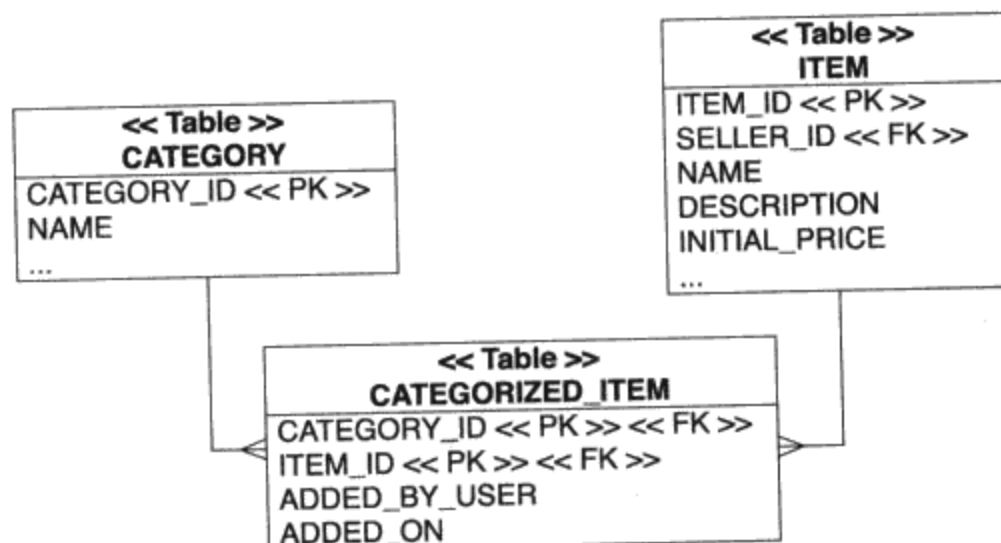 << Table >>
CATEGORY
CATEGORY_ID << PK >>
NAME
...
<< Table >>
ITEM
ITEM_ID << PK >>
SELLER_ID << FK >>
NAME
DESCRIPTION
INITIAL_PRICE
...
<< Table >>
CATEGORIZED_ITEM
CATEGORY_ID << PK >> << FK >>
ITEM_ID << PK >> << FK >>
ADDED_BY_USER
ADDED_ON